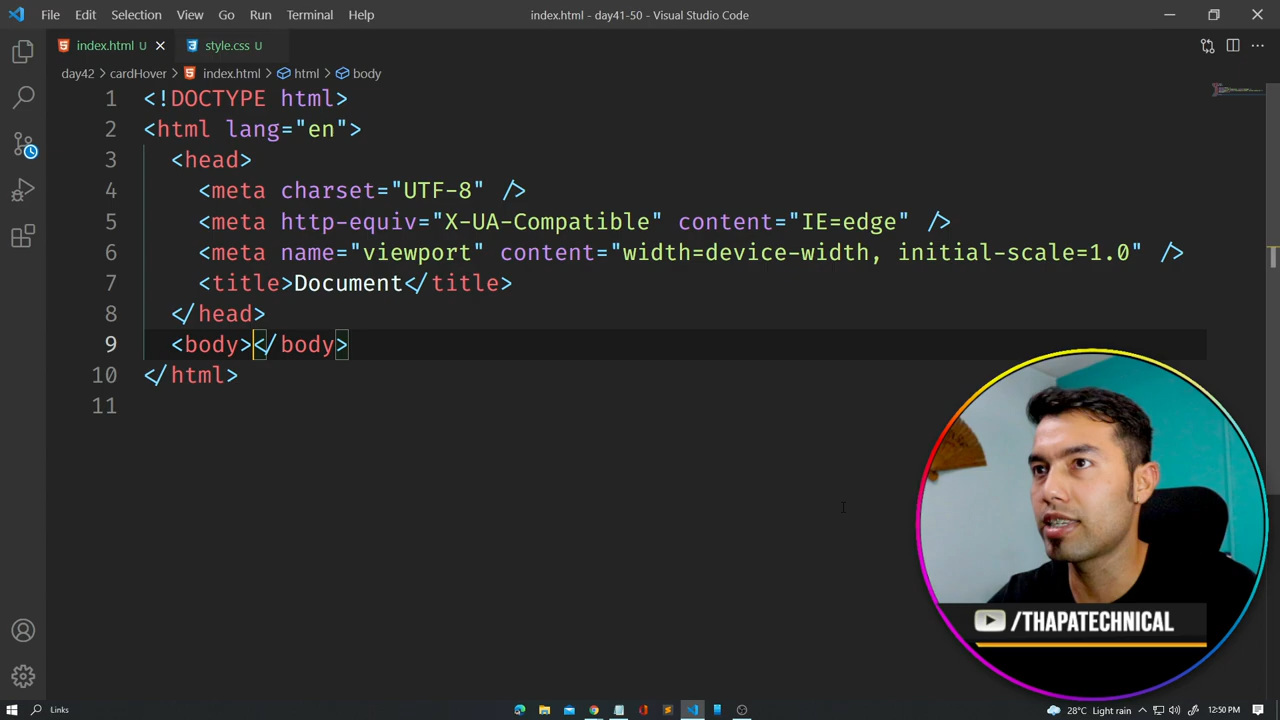 File Edit Selection View Go Run Terminal Help index.html - day41-50 - Visual Studio Code
index.html U style.css U
day42 > cardHover > index.html > html > body
1 <!DOCTYPE html>
2 <html lang="en">
3 <head>
4 <meta charset="UTF-8" />
5 <meta http-equiv="X-UA-Compatible" content="IE=edge" />
6 <meta name="viewport" content="width=device-width, initial-scale=1.0" />
7 <title>Document</title>
8 </head>
9 <body></body>
10 </html>
11
/THAPATECHNICAL
Links 28°C Light rain 12:50 PM